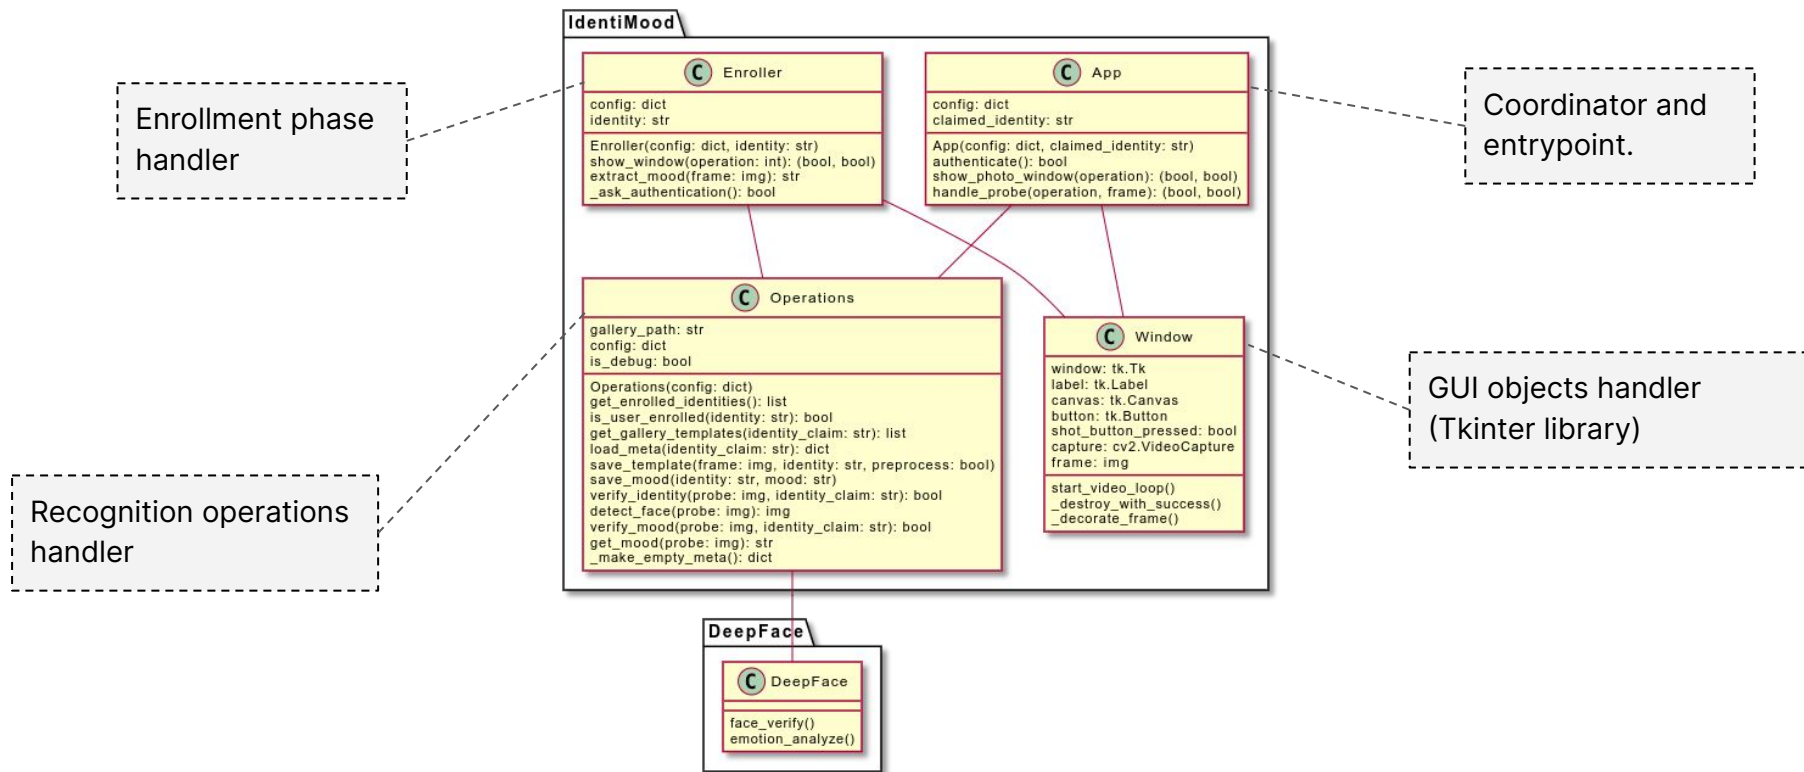 IdentiMood
Enrollment phase
handler
C Enroller
config: dict
identity: str
Enroller(config: dict, identity: str)
show_window(operation: int): (bool, bool)
extract_mood(frame: img): str
_ask_authentication(): bool
C App
config: dict
claimed_identity: str
App(config: dict, claimed_identity: str)
authenticate(): bool
show_photo_window(operation): (bool, bool)
handle_probe(operation, frame): (bool, bool)
Coordinator and
entrypoint.
C Operations
gallery_path: str
config: dict
is_debug: bool
Operations(config: dict)
get_enrolled_identities(): list
is_user_enrolled(identity: str): bool
get_gallery_templates(identity_claim: str): list
load_meta(identity_claim: str): dict
save_template(frame: img, identity: str, preprocess: bool)
save_mood(identity: str, mood: str)
verify_identity(probe: img, identity_claim: str): bool
detect_face(probe: img): img
verify_mood(probe: img, identity_claim: str): bool
get_mood(probe: img): str
_make_empty_meta(): dict
C Window
window: tk.Tk
label: tk.Label
canvas: tk.Canvas
button: tk.Button
shot_button_pressed: bool
capture: cv2.VideoCapture
frame: img
start_video_loop()
_destroy_with_success()
_decorate_frame()
GUI objects handler
(Tkinter library)
Recognition operations
handler
DeepFace
C DeepFace
face_verify()
emotion_analyze()